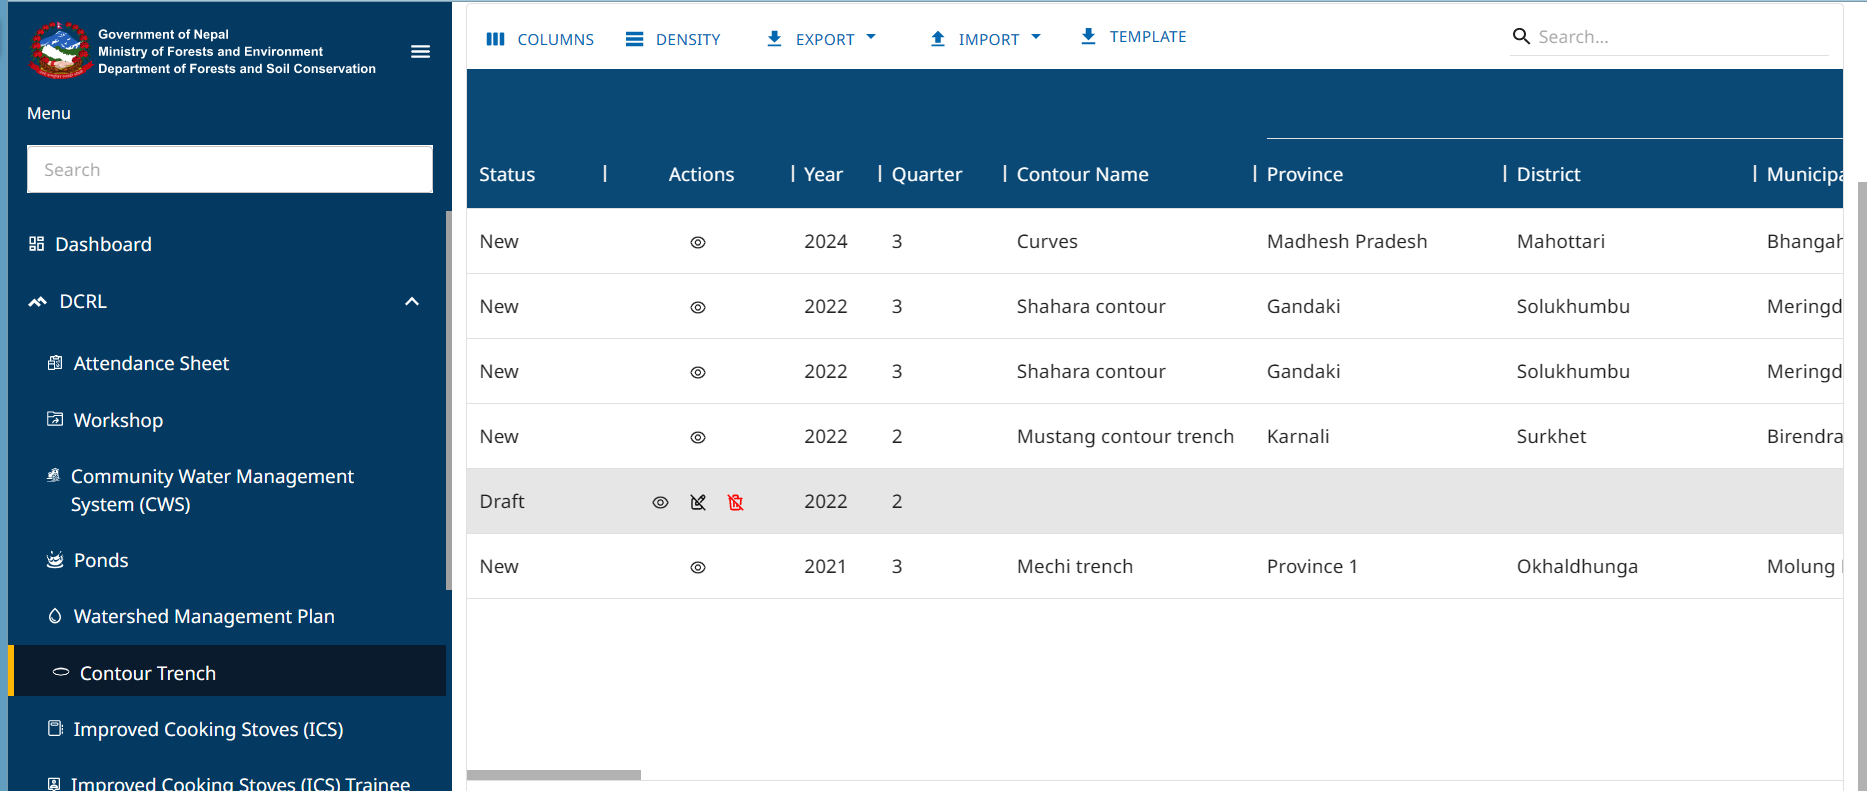 Government of Nepal
Ministry of Forests and Environment
Department of Forests and Soil Conservation
Menu
Search
Dashboard
DCRL
Attendance Sheet
Workshop
Community Water Management
System (CWS)
Ponds
Watershed Management Plan
Contour Trench
Improved Cooking Stoves (ICS)
Improved Cooking Stoves (ICS) Trainee
COLUMNS DENSITY EXPORT IMPORT TEMPLATE Search...
Status Actions Year Quarter Contour Name Province District Municipa
New 2024 3 Curves Madhesh Pradesh Mahottari Bhangah
New 2022 3 Shahara contour Gandaki Solukhumbu Meringd
New 2022 3 Shahara contour Gandaki Solukhumbu Meringd
New 2022 2 Mustang contour trench Karnali Surkhet Birendra
Draft 2022 2
New 2021 3 Mechi trench Province 1 Okhaldhunga Molung